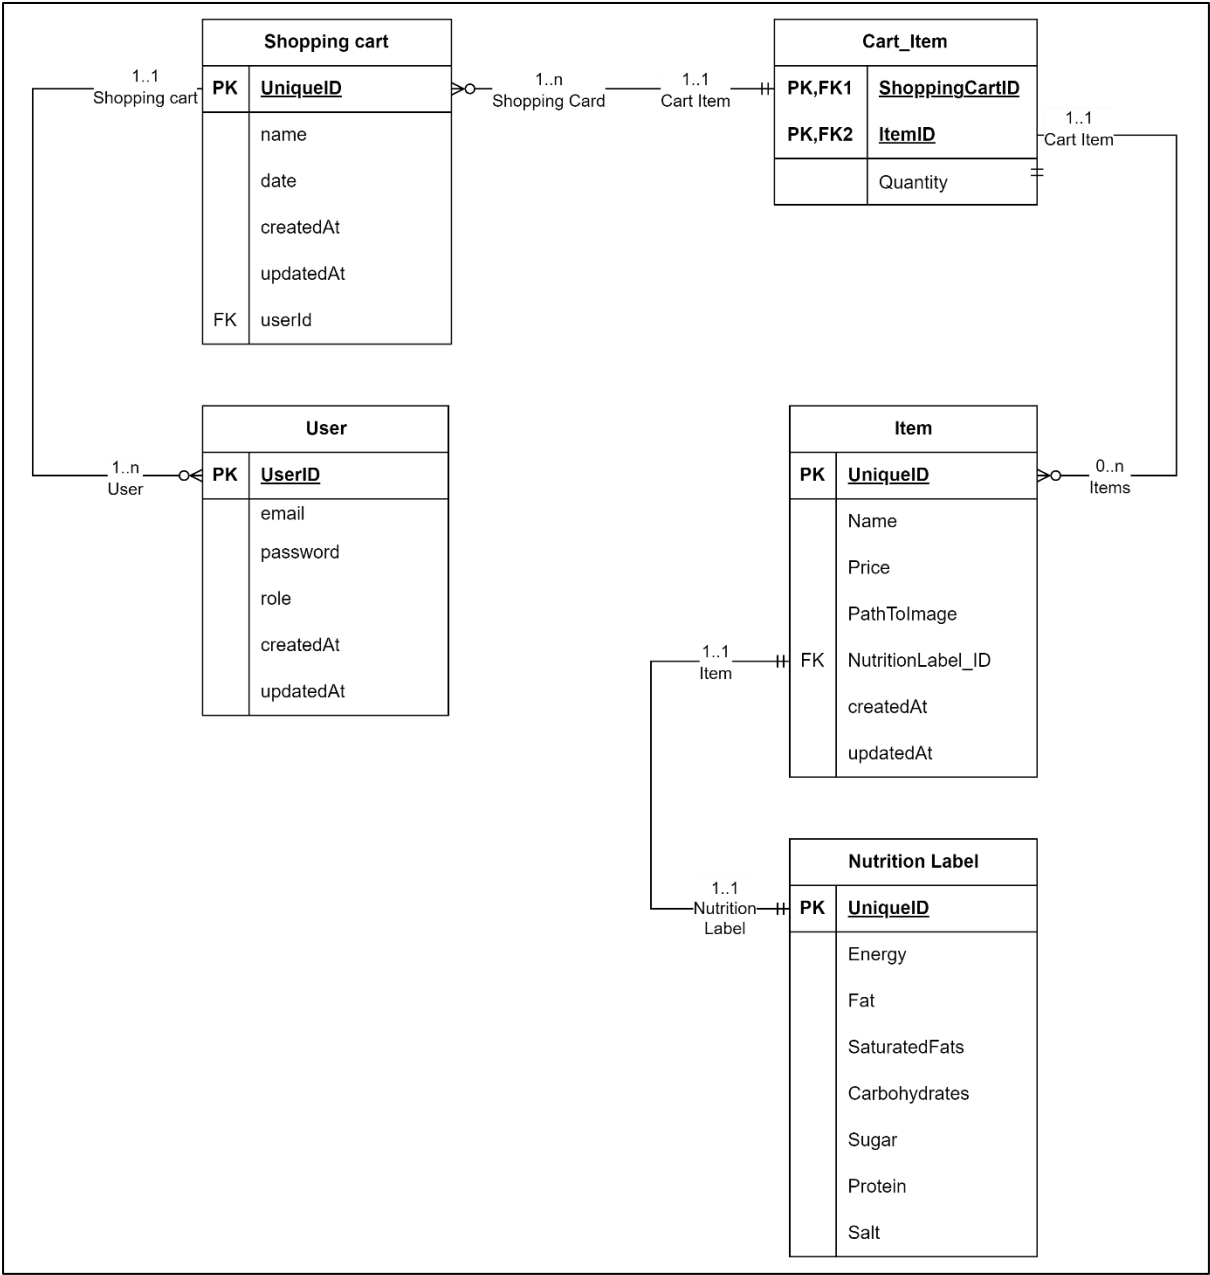 Shopping cart
PK UniqueID
name
date
createdAt
updatedAt
FK userId
1..1
Shopping cart
1..n
Shopping Card
1..1
Cart Item
Cart_Item
PK,FK1 ShoppingCartID
PK,FK2 ItemID
Quantity
1..1
Cart Item
User
PK UserID
email
password
role
createdAt
updatedAt
1..n
User
Item
PK UniqueID
Name
Price
PathToImage
FK NutritionLabel_ID
createdAt
updatedAt
0..n
Items
1..1
Item
1..1
Nutrition
Label
Nutrition Label
PK UniqueID
Energy
Fat
SaturatedFats
Carbohydrates
Sugar
Protein
Salt